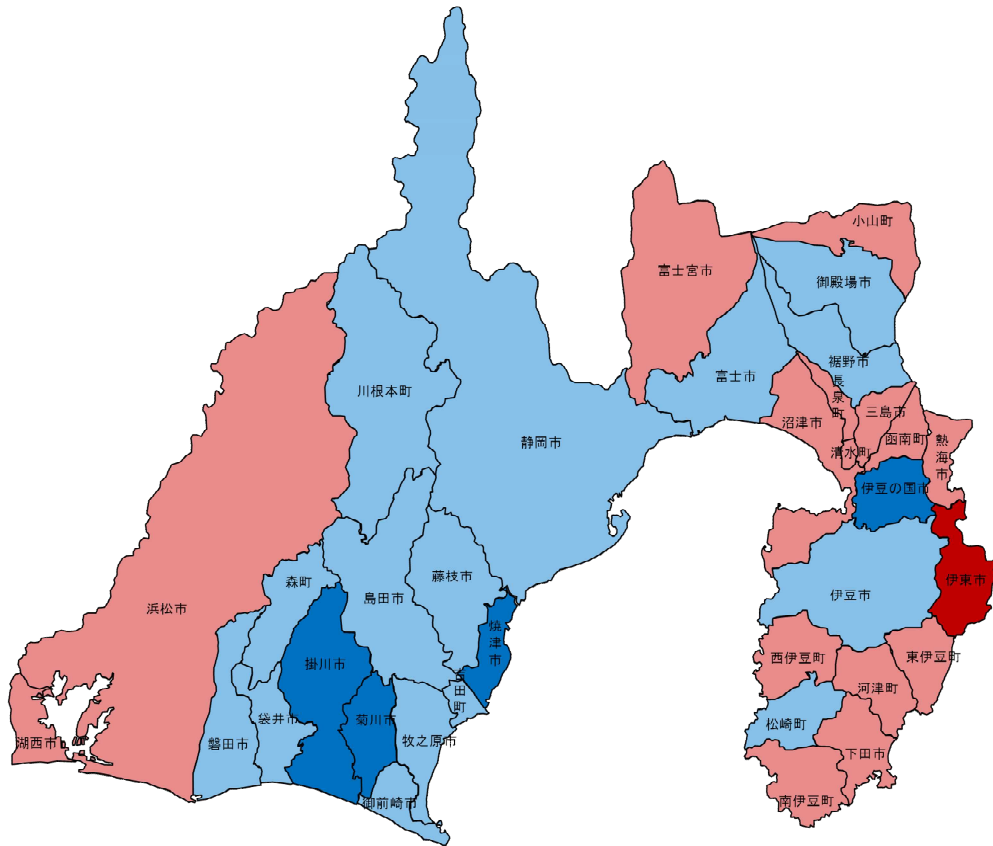 小山町
富士宮市
御殿場市
裾野市
富士市
長泉町
川根本町
三島市
沼津市
静岡市
函南町
熱海市
清水町
伊豆の国市
藤枝市
森町
島田市
伊東市
伊豆市
浜松市
焼津市
掛川市
西伊豆町
東伊豆町
吉田町
河津町
袋井市
菊川市
松崎町
湖西市
磐田市
牧之原市
下田市
御前崎市
南伊豆町